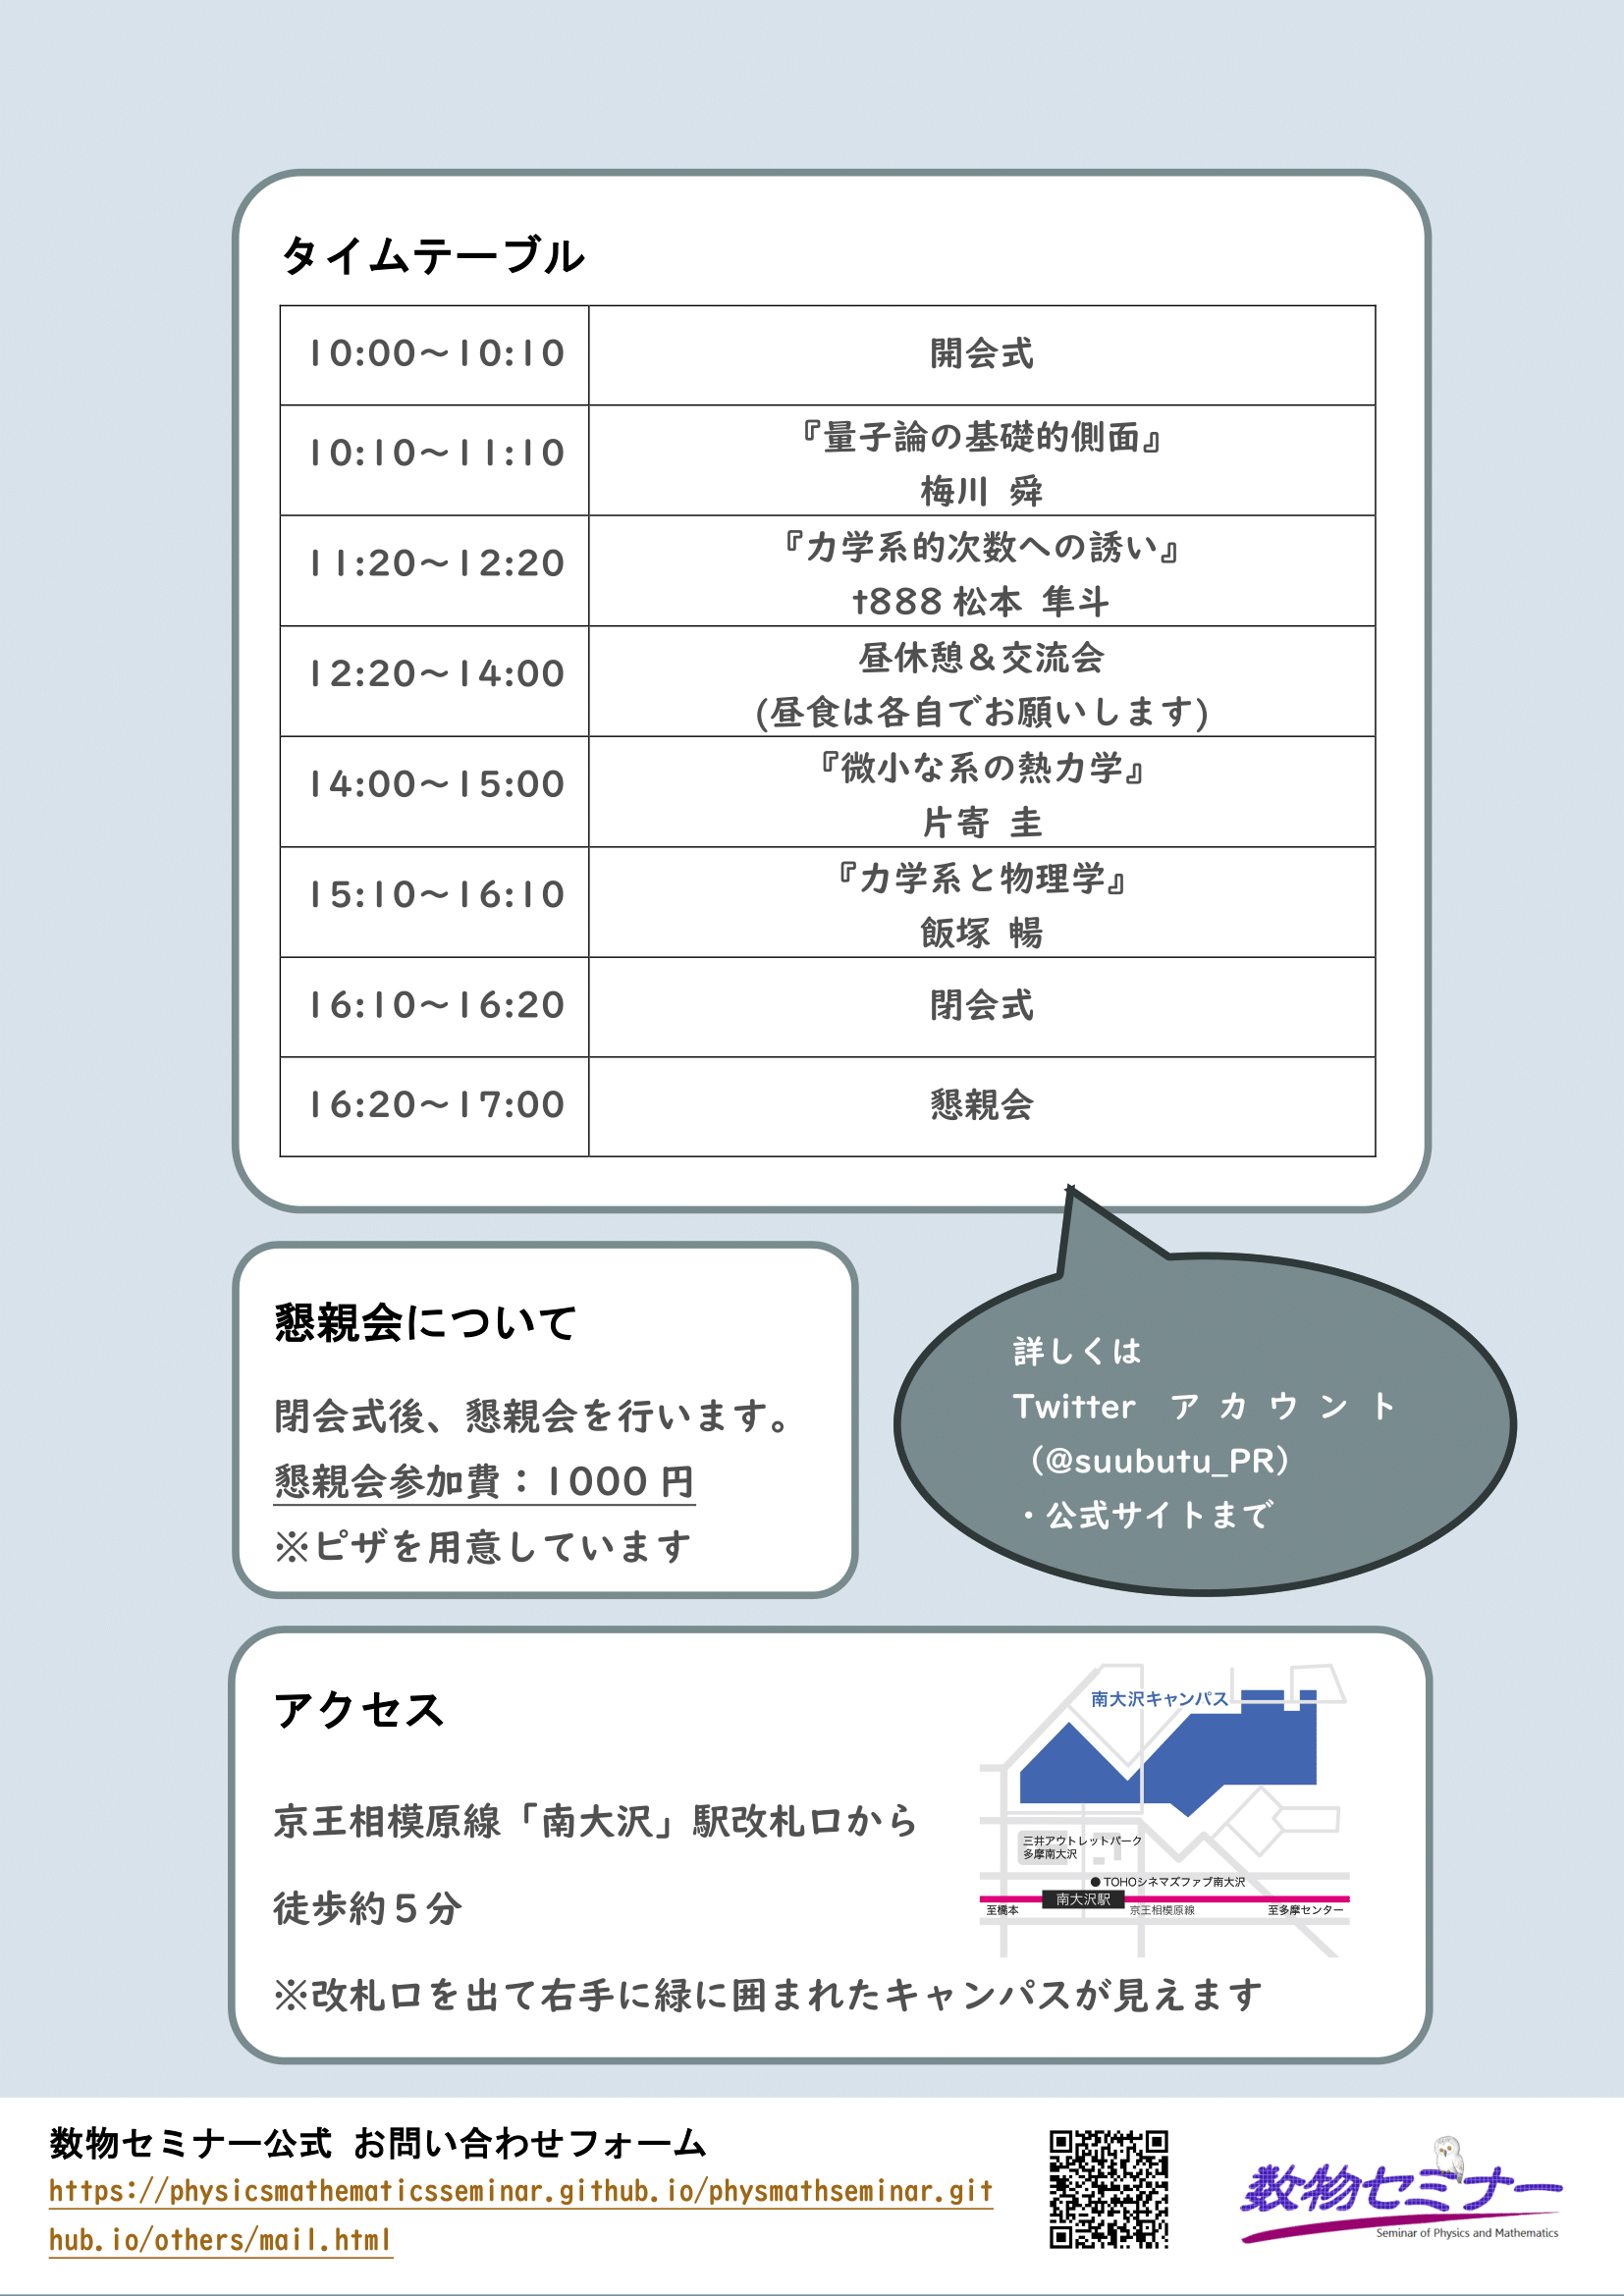 タイムテーブル
10:00〜10:10
開会式
10:10〜11:10
『量子論の基礎的側面』
梅川 舜
11:20〜12:20
『力学系的次数への誘い』
t888 松本 隼斗
12:20〜14:00
昼休憩＆交流会
(昼食は各自でお願いします)
14:00〜15:00
『微小な系の熱力学』
片寄 圭
15:10〜16:10
『力学系と物理学』
飯塚 暢
16:10〜16:20
閉会式
16:20〜17:00
懇親会
懇親会について
閉会式後、懇親会を行います。
懇親会参加費：1000 円
※ピザを用意しています
詳しくは
Twitter アカウント
（@suubutu_PR）
・公式サイトまで
アクセス
京王相模原線「南大沢」駅改札口から
徒歩約５分
※改札口を出て右手に緑に囲まれたキャンパスが見えます
南大沢キャンパス
三井アウトレットパーク
多摩南大沢
●TOHOシネマズファブ南大沢
南大沢駅
至橋本
京王相模原線
至多摩センター
数物セミナー公式 お問い合わせフォーム
https://physicsmathematicsseminar.github.io/physmathseminar.git
hub.io/others/mail.html
数物セミナー
Seminar of Physics and Mathematics